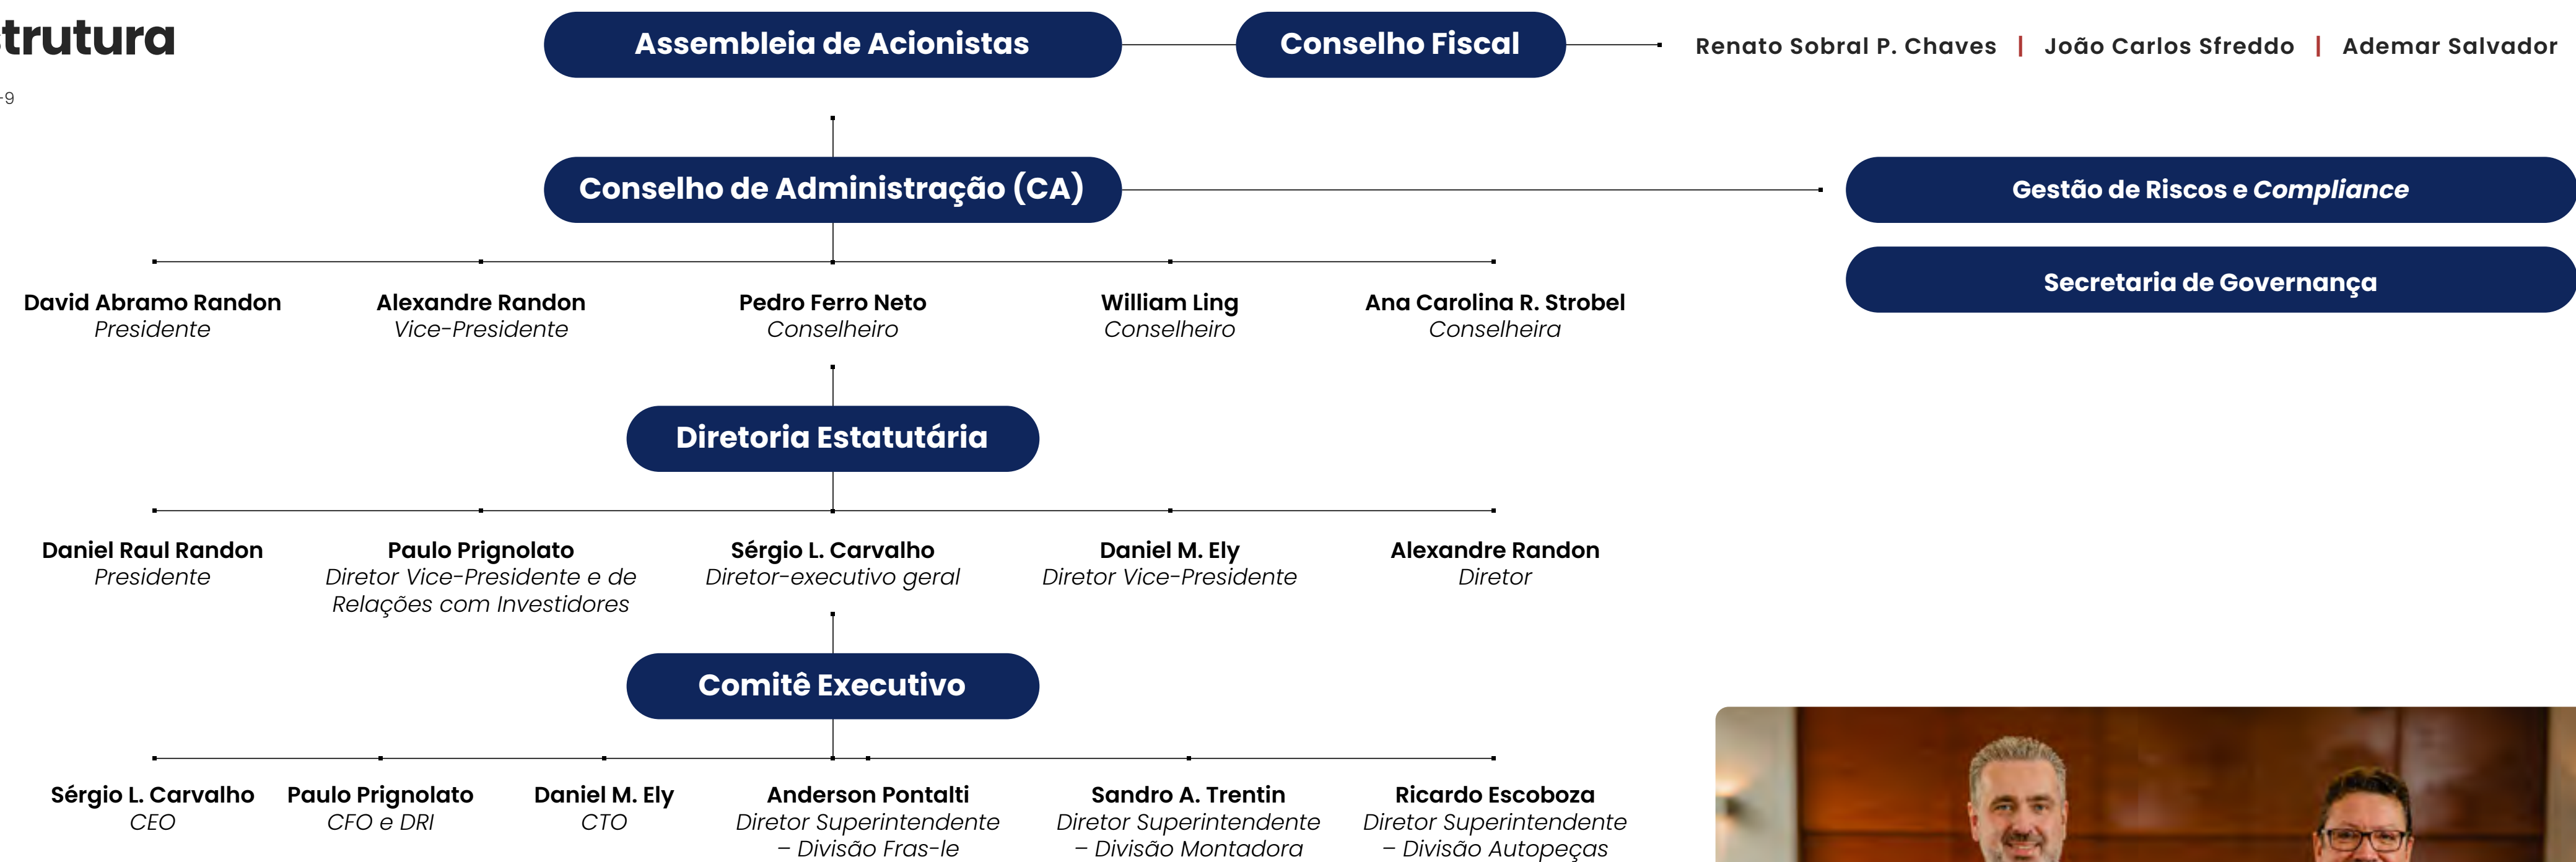 strutura
-9
Assembleia de Acionistas
Conselho Fiscal
Renato Sobral P. Chaves | João Carlos Sfreddo | Ademar Salvador
Conselho de Administração (CA)
Gestão de Riscos e Compliance
Secretaria de Governança
David Abramo Randon
Presidente
Alexandre Randon
Vice-Presidente
Pedro Ferro Neto
Conselheiro
William Ling
Conselheiro
Ana Carolina R. Strobel
Conselheira
Diretoria Estatutária
Daniel Raul Randon
Presidente
Paulo Prignolato
Diretor Vice-Presidente e de
Relações com Investidores
Sérgio L. Carvalho
Diretor-executivo geral
Daniel M. Ely
Diretor Vice-Presidente
Alexandre Randon
Diretor
Comitê Executivo
Sérgio L. Carvalho
CEO
Paulo Prignolato
CFO e DRI
Daniel M. Ely
CTO
Anderson Pontalti
Diretor Superintendente
– Divisão Fras-le
Sandro A. Trentin
Diretor Superintendente
– Divisão Montadora
Ricardo Escoboza
Diretor Superintendente
– Divisão Autopeças